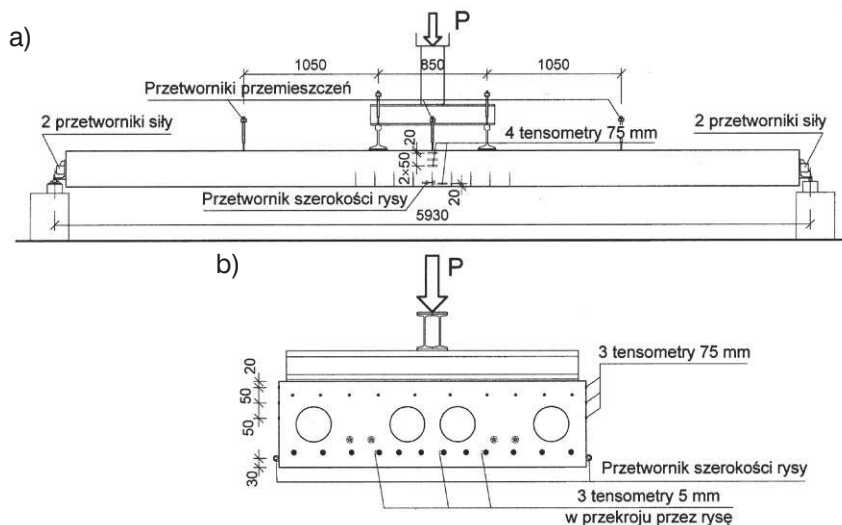 a)
P
1050
850
1050
Przetworniki przemieszczeń
2 przetworniki siły
20
4 tensometry 75 mm
2 przetworniki siły
2×50
Przetwornik szerokości rysy
20
5930
b)
P
20
50
50
30
3 tensometry 75 mm
Przetwornik szerokości rysy
3 tensometry 5 mm
w przekroju przez rysę